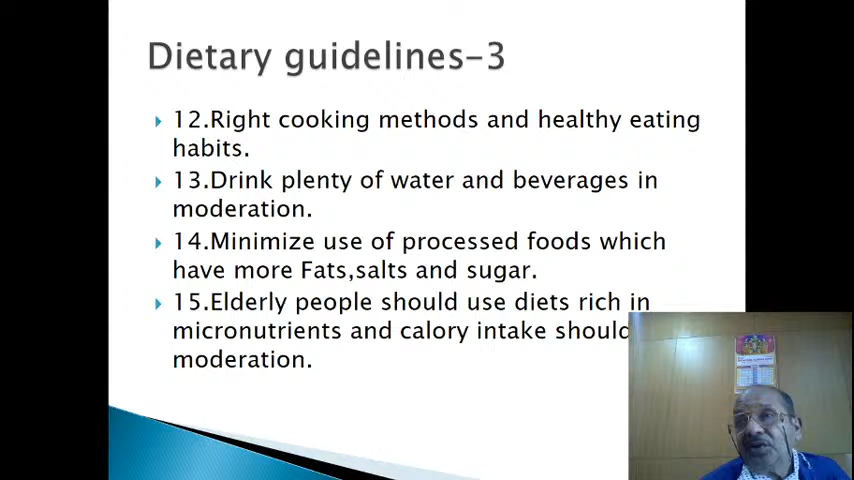 Dietary guidelines-3
12.Right cooking methods and healthy eating
habits.
13.Drink plenty of water and beverages in
moderation.
14.Minimize use of processed foods which
have more Fats,salts and sugar.
15.Elderly people should use diets rich in
micronutrients and calory intake should
moderation.